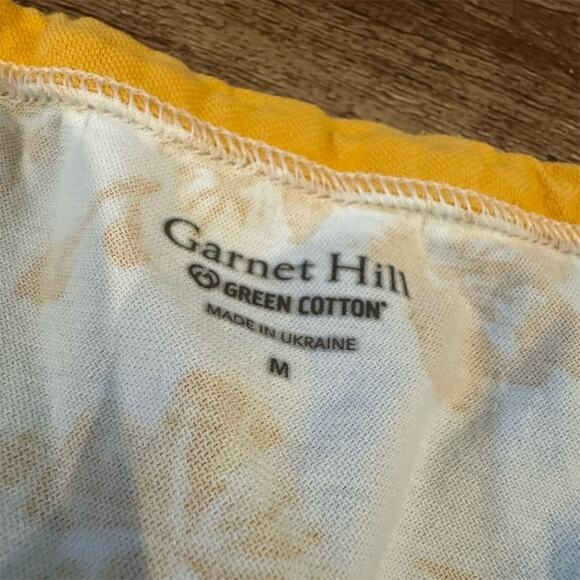 Garnet Hill
GREEN COTTON®
MADE IN UKRAINE
M